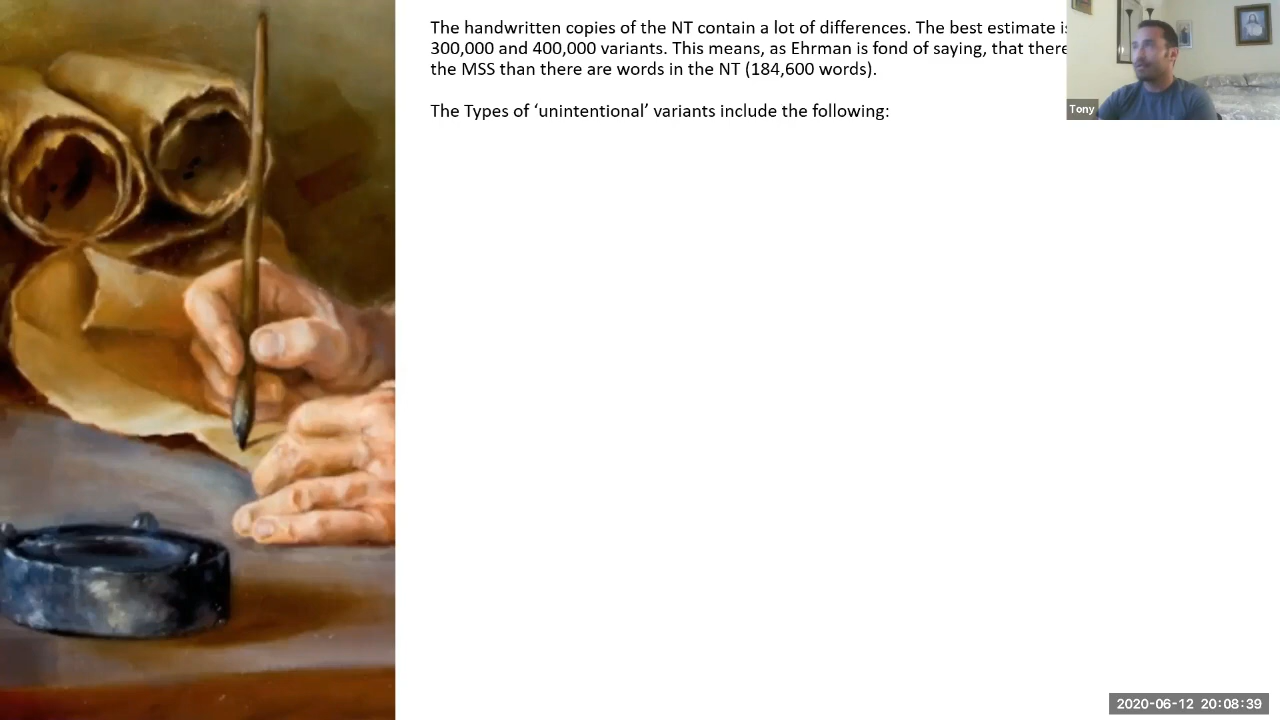 The handwritten copies of the NT contain a lot of differences. The best estimate is
300,000 and 400,000 variants. This means, as Ehrman is fond of saying, that there
the MSS than there are words in the NT (184,600 words).
The Types of ‘unintentional’ variants include the following:
Tony
2020-06-12 20:08:39